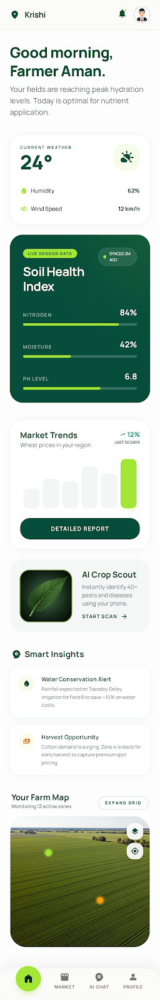 Krishi
Good morning,
Farmer Aman.
Your fields are reaching peak hydration
levels. Today is optimal for nutrient
application.
CURRENT WEATHER
24°
Humidity 62%
Wind Speed 12 km/h
LIVE SENSOR DATA
SYNCED 2M
AGO
Soil Health
Index
NITROGEN 84%
MOISTURE 42%
PH LEVEL 6.8
Market Trends 12%
Wheat prices in your region LAST 30 DAYS
DETAILED REPORT
AI Crop Scout
Instantly identify 40+
pests and diseases
using your phone.
START SCAN
Smart Insights
Water Conservation Alert
Rainfall expected on Tuesday. Delay
irrigation for Field B to save ~15% on water
costs.
Harvest Opportunity
Cotton demand is surging. Zone 4 is ready for
early harvest to capture premium spot
pricing.
Your Farm Map
Monitoring 12 active zones
EXPAND GRID
MARKET AI CHAT PROFILE